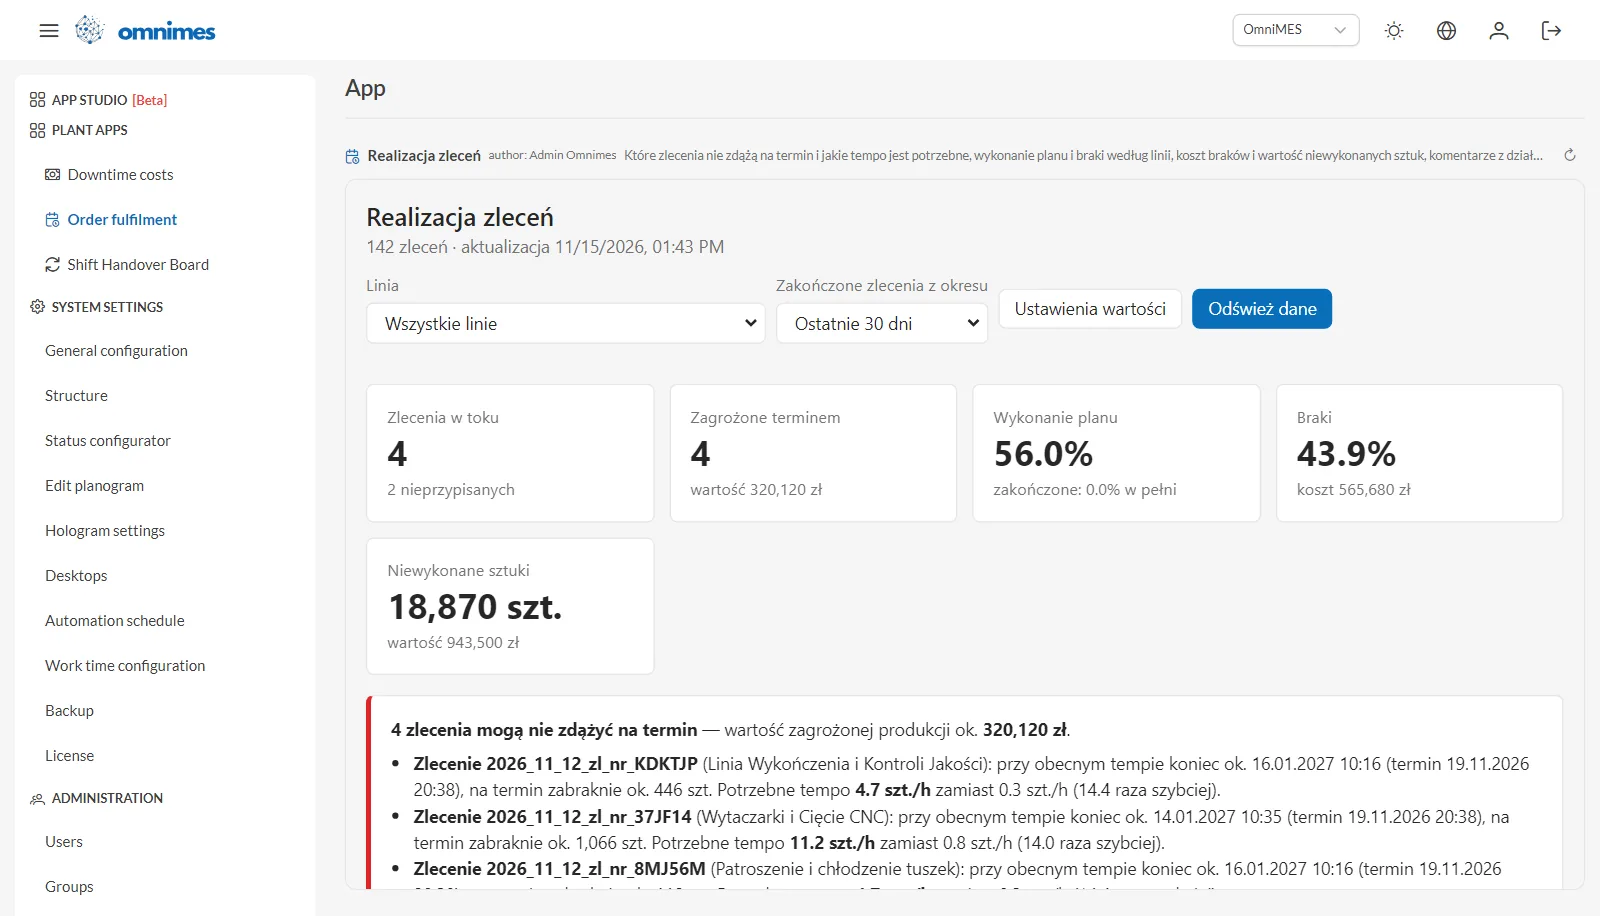 omnimes
OmniMES
APP STUDIO [Beta]
PLANT APPS
Downtime costs
Order fulfilment
Shift Handover Board
SYSTEM SETTINGS
General configuration
Structure
Status configurator
Edit planogram
Hologram settings
Desktops
Automation schedule
Work time configuration
Backup
License
ADMINISTRATION
Users
Groups
App
Realizacja zleceń author: Admin Omnimes Które zlecenia nie zdążą na termin i jakie tempo jest potrzebne, wykonanie planu i braki według linii, koszt braków i wartość niewykonanych sztuk, komentarze z dział...
Realizacja zleceń
142 zleceń · aktualizacja 11/15/2026, 01:43 PM
Linia
Wszystkie linie
Zakończone zlecenia z okresu
Ostatnie 30 dni
Ustawienia wartości
Odśwież dane
Zlecenia w toku
4
2 nieprzypisanych
Zagrożone terminem
4
wartość 320,120 zł
Wykonanie planu
56.0%
zakończone: 0.0% w pełni
Braki
43.9%
koszt 565,680 zł
Niewykonane sztuki
18,870 szt.
wartość 943,500 zł
4 zlecenia mogą nie zdążyć na termin — wartość zagrożonej produkcji ok. 320,120 zł.
• Zlecenie 2026_11_12_zl_nr_KDKTJP (Linia Wykończenia i Kontroli Jakości): przy obecnym tempie koniec ok. 16.01.2027 10:16 (termin 19.11.2026
20:38), na termin zabraknie ok. 446 szt. Potrzebne tempo 4.7 szt./h zamiast 0.3 szt./h (14.4 raza szybciej).
• Zlecenie 2026_11_12_zl_nr_37JF14 (Wytaczarki i Cięcie CNC): przy obecnym tempie koniec ok. 14.01.2027 10:35 (termin 19.11.2026 20:38), na
termin zabraknie ok. 1,066 szt. Potrzebne tempo 11.2 szt./h zamiast 0.8 szt./h (14.0 raza szybciej).
• Zlecenie 2026_11_12_zl_nr_8MJ56M (Patroszenie i chłodzenie tuszek): przy obecnym tempie koniec ok. 16.01.2027 10:16 (termin 19.11.2026